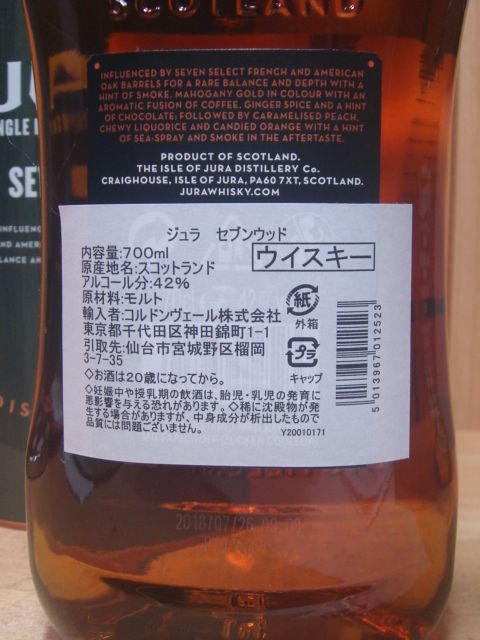 SCOTLAND
INFLUENCED BY SEVEN SELECT FRENCH AND AMERICAN
OAK BARRELS FOR A RARE BALANCE AND DEPTH WITH A
HINT OF SMOKE. MAHOGANY GOLD IN COLOUR WITH AN
AROMATIC FUSION OF COFFEE, GINGER SPICE AND A HINT
OF CHOCOLATE; FOLLOWED BY CARAMELISED PEACH,
CHEWY LIQUORICE AND CANDIED ORANGE WITH A HINT
OF SEA-SPRAY AND SMOKE IN THE AFTERTASTE.
PRODUCT OF SCOTLAND.
THE ISLE OF JURA DISTILLERY Co.
CRAIGHOUSE, ISLE OF JURA, PA60 7XT, SCOTLAND.
JURAWHISKY.COM
ジュラ セブンウッド
内容量:700ml
ウイスキー
原産地名:スコットランド
アルコール分:42%
原材料:モルト
輸入者:コルドンヴェール株式会社
東京都千代田区神田錦町1-1
引取先:仙台市宮城野区榴岡
3-7-35
紙
外箱
プラ
キャップ
5013967012523
◇お酒は20歳になってから。
◇妊娠中や授乳期の飲酒は、胎児・乳児の発育に
悪影響を与える恐れがあります。◇稀に沈殿物が発
生する場合がありますが、中身成分が析出したもので
品質には問題ございません。
Y20010171
2018/07/26